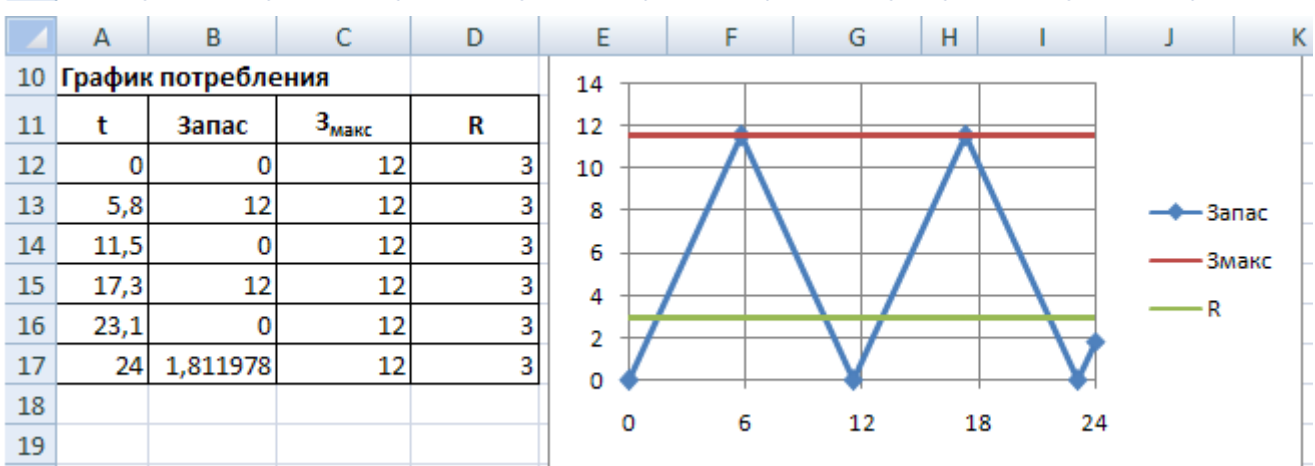 A B C D E F G H I J K
10 График потребления
11 t Запас Змакс R
12 0 0 12 3
13 5,8 12 12 3
14 11,5 0 12 3
15 17,3 12 12 3
16 23,1 0 12 3
17 24 1,811978 12 3
18
19
14
12
10
8
6
4
2
0
0 6 12 18 24
Запас
Змакс
R